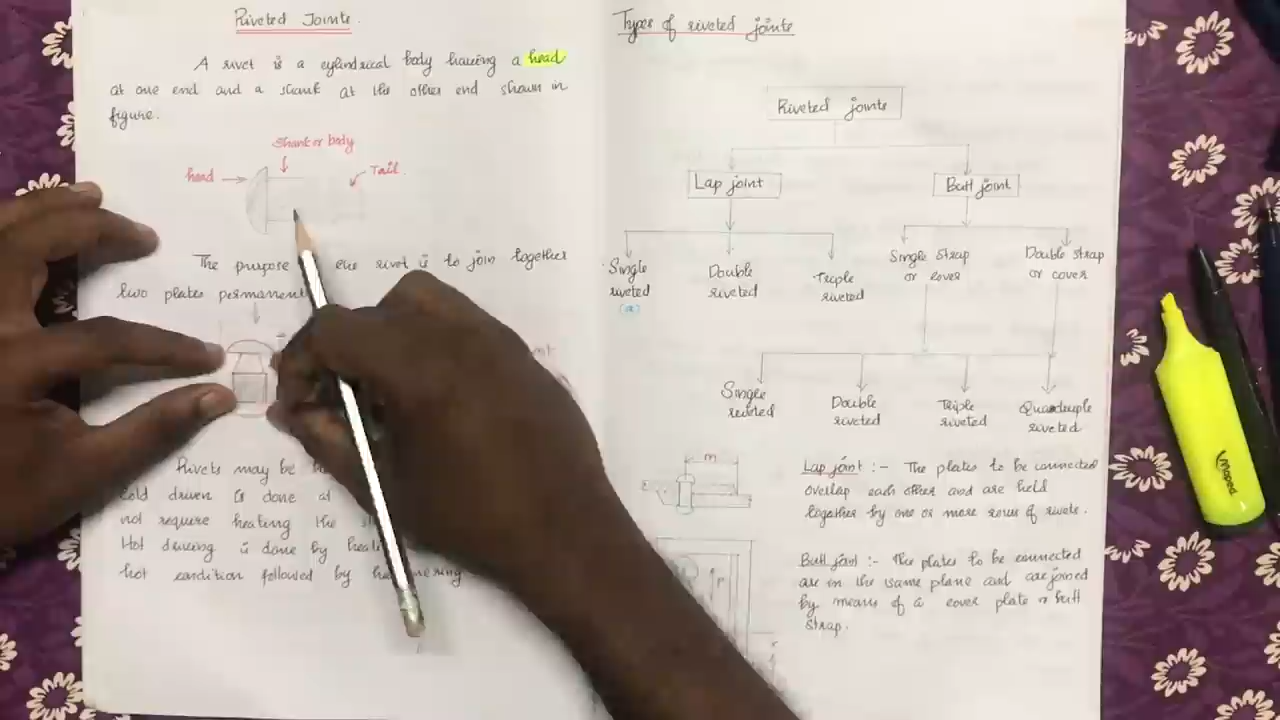 Riveted Joints.
A rivet is a cylindrical body having a head
at one end and a shank at the other end shown in
figure.
Shank or body
head
Tail.
The purpose the rivet is to join together
two plates
Rivets may be
cold driven is done at
not require heating the
Hot driving is done by
hot condition followed by
Types of riveted joints
Riveted joints
Lap joint
Butt joint
Single
riveted
(a)
Double
riveted
Triple
riveted
Single strap
or cover
Double strap
or cover
Single
riveted
Double
riveted
Triple
riveted
Quadruple
riveted
m
Lap joint :- The plates to be connected
overlap each other and are held
together by one or more rows of rivets.
Butt joint :- The plates to be connected
are in the same plane and are joined
by means of a cover plate or butt
strap.
P
Maped